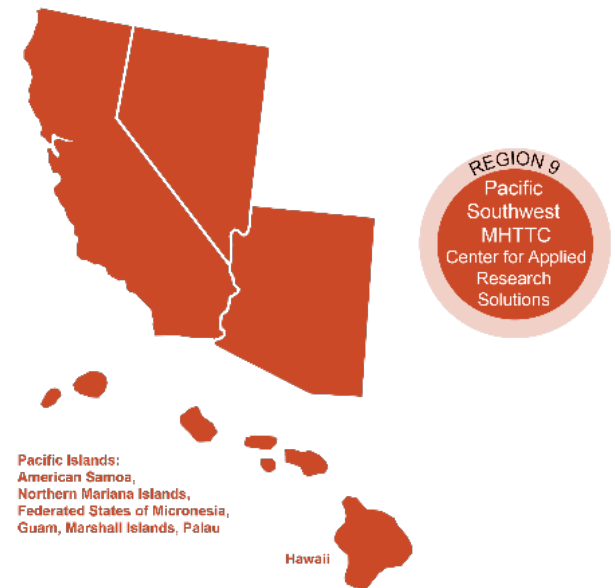 REGION 9
Pacific
Southwest
MHTTC
Center for Applied
Research
Solutions
Pacific Islands:
American Samoa,
Northern Mariana Islands,
Federated States of Micronesia,
Guam, Marshall Islands, Palau
Hawaii